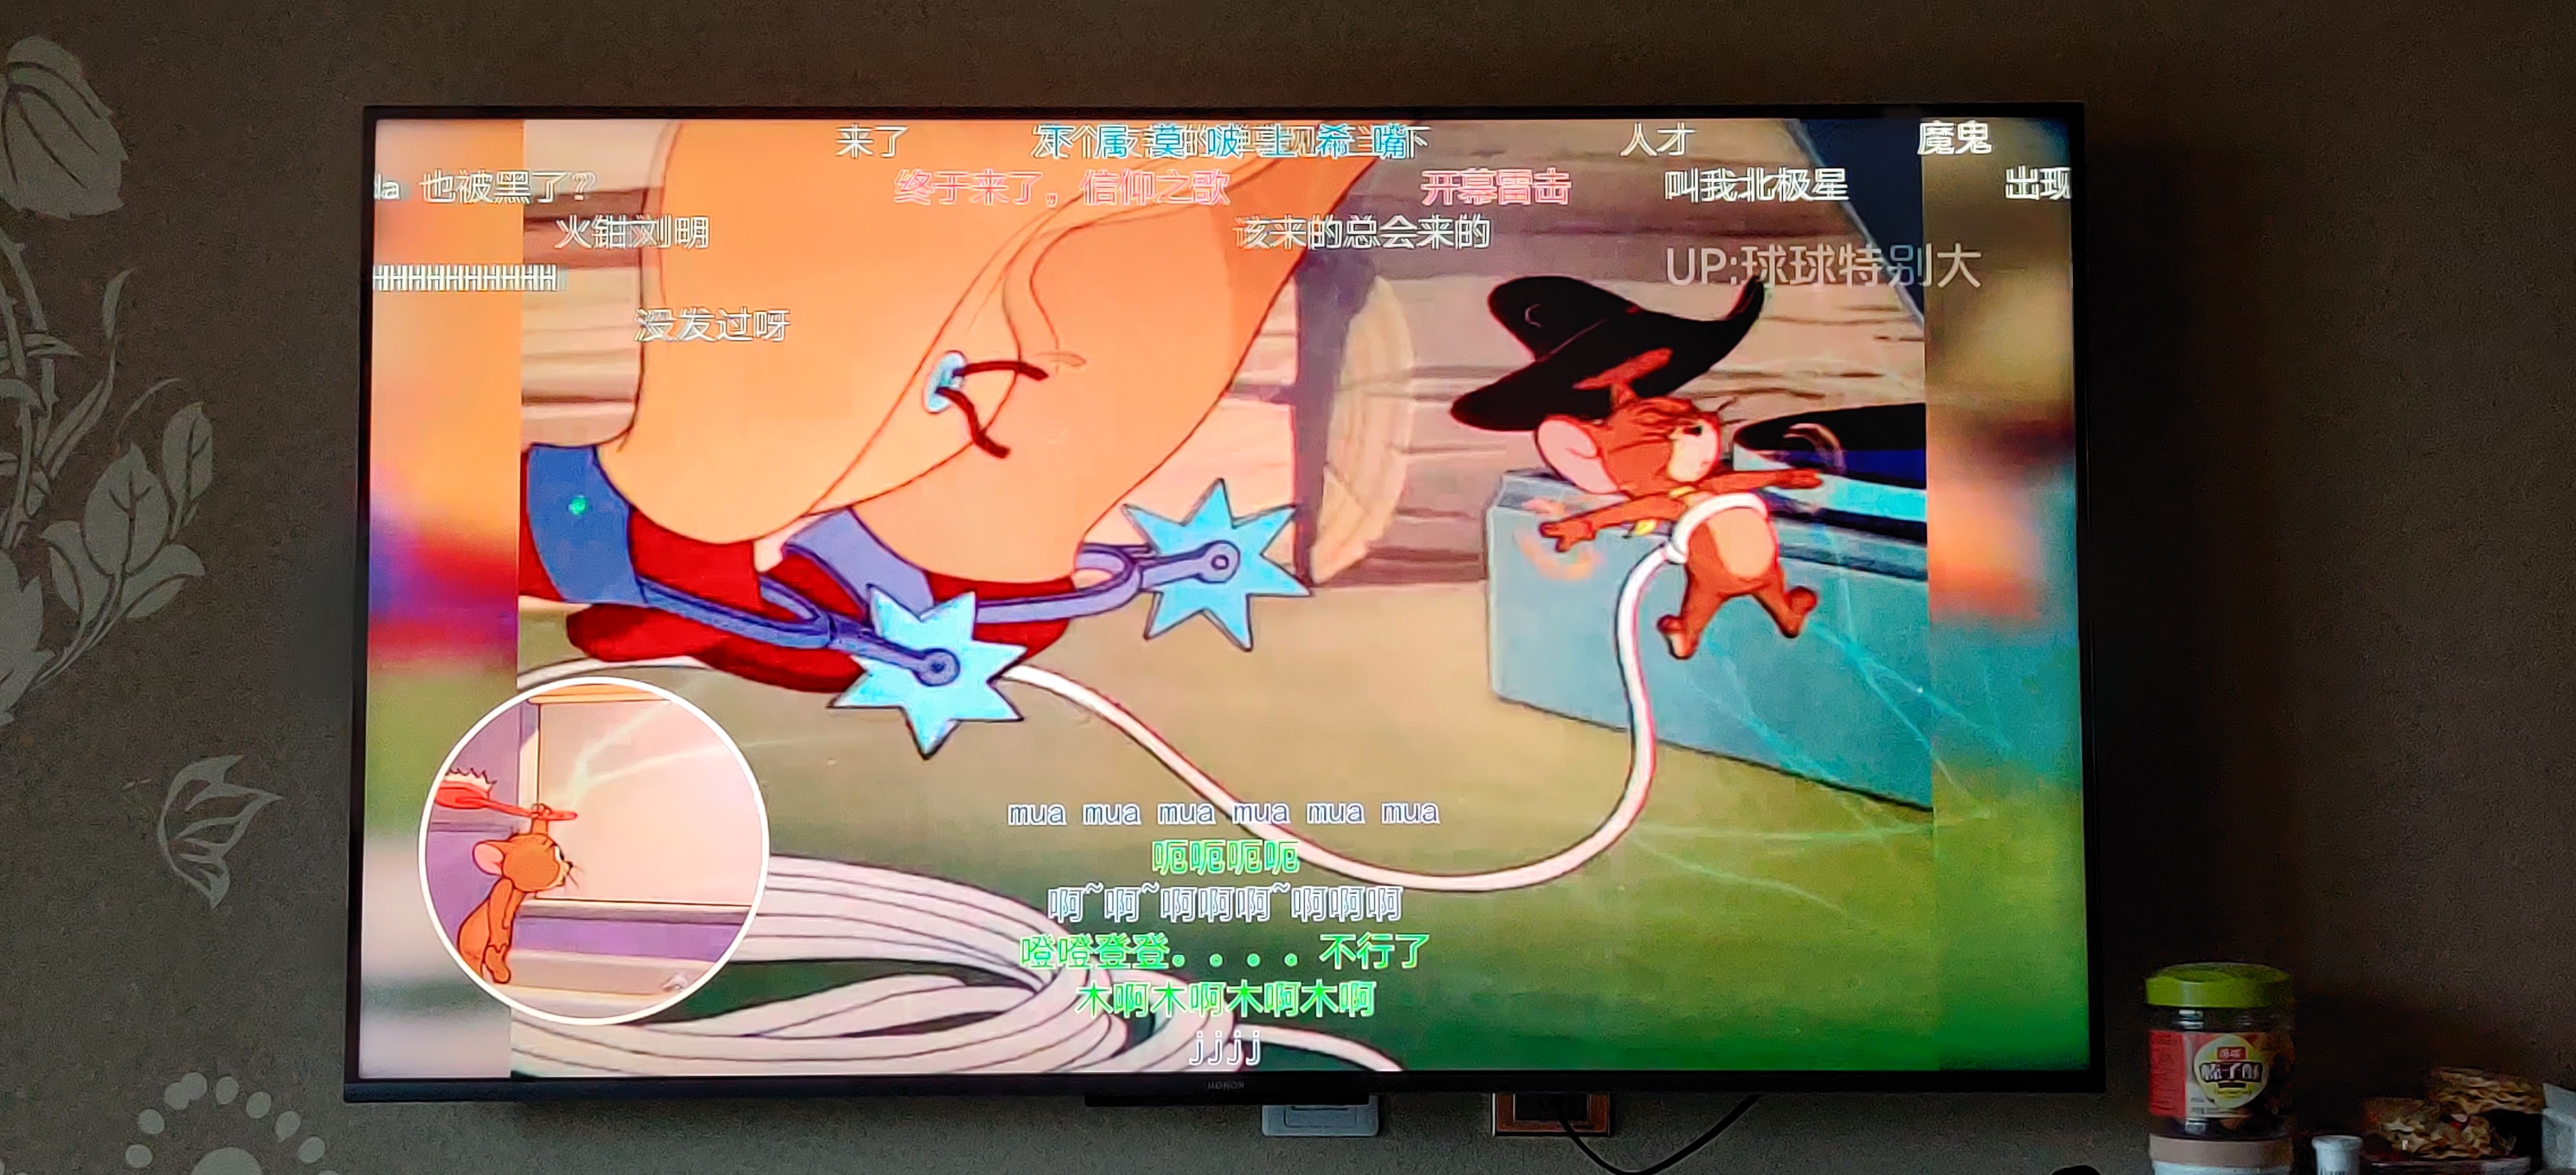 来了
人才
魔鬼
la 也被黑了?
终于来了，信仰之歌
开幕雷击
叫我北极星
出现
火钳刘明
该来的总会来的
UP:球球特别大
HHHHHHHHHHH
没发过呀
mua mua mua mua mua mua
呃呃呃呃
啊~啊~啊啊啊~啊啊啊
噔噔登登。。。。不行了
木啊木啊木啊木啊
jjjj
HONOR